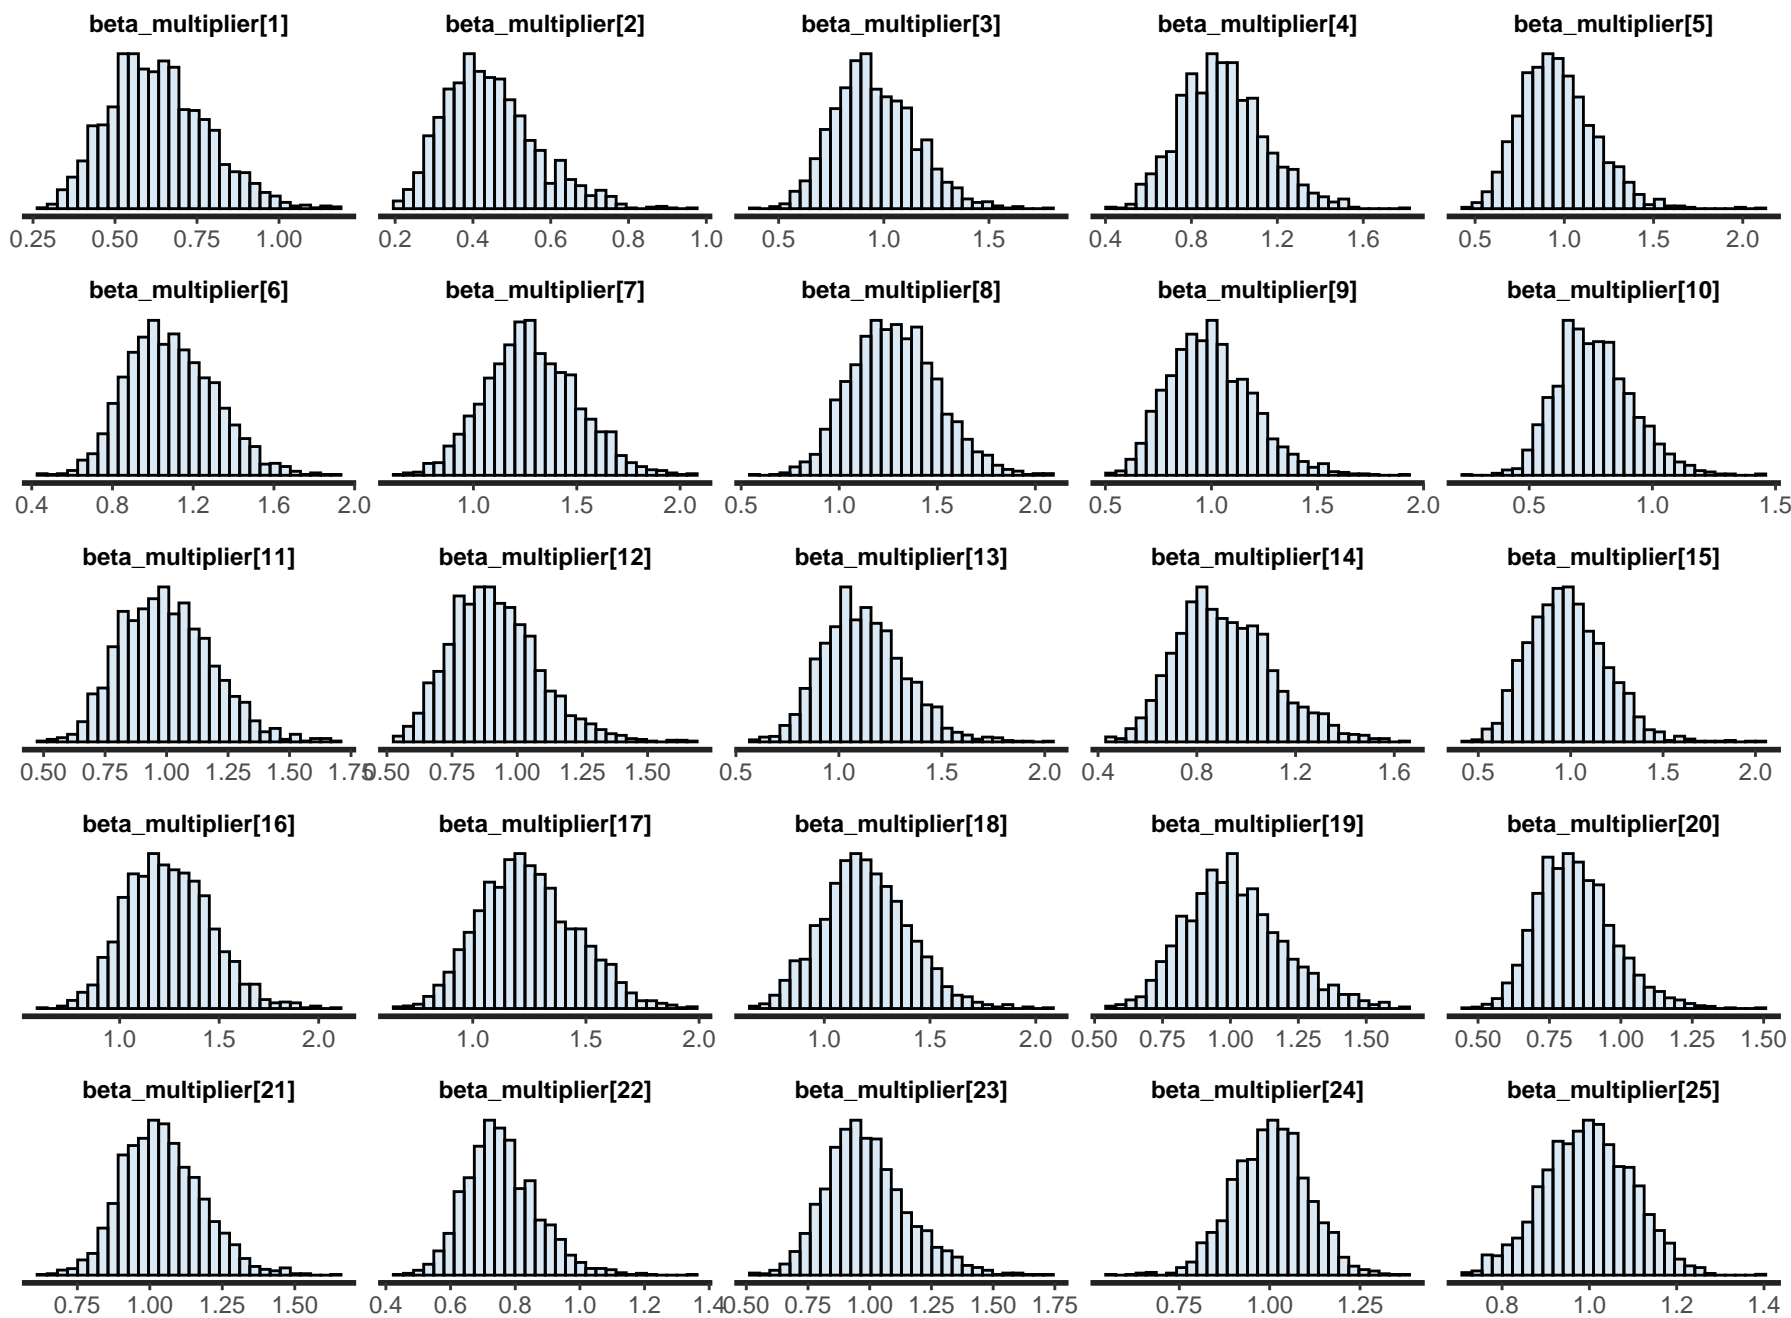 beta_multiplier[1] beta_multiplier[2] beta_multiplier[3] beta_multiplier[4] beta_multiplier[5]
0.25 0.50 0.75 1.00 0.2 0.4 0.6 0.8 1.0 0.5 1.0 1.5 0.4 0.8 1.2 1.6 0.5 1.0 1.5 2.0
beta_multiplier[6] beta_multiplier[7] beta_multiplier[8] beta_multiplier[9] beta_multiplier[10]
0.4 0.8 1.2 1.6 2.0 1.0 1.5 2.0 0.5 1.0 1.5 2.0 0.5 1.0 1.5 2.0 0.5 1.0 1.5
beta_multiplier[11] beta_multiplier[12] beta_multiplier[13] beta_multiplier[14] beta_multiplier[15]
0.50 0.75 1.00 1.25 1.50 1.75 0.50 0.75 1.00 1.25 1.50 0.5 1.0 1.5 2.0 0.4 0.8 1.2 1.6 0.5 1.0 1.5 2.0
beta_multiplier[16] beta_multiplier[17] beta_multiplier[18] beta_multiplier[19] beta_multiplier[20]
1.0 1.5 2.0 1.0 1.5 2.0 1.0 1.5 2.0 0.50 0.75 1.00 1.25 1.50 0.50 0.75 1.00 1.25 1.50
beta_multiplier[21] beta_multiplier[22] beta_multiplier[23] beta_multiplier[24] beta_multiplier[25]
0.75 1.00 1.25 1.50 0.4 0.6 0.8 1.0 1.2 1.4 0.50 0.75 1.00 1.25 1.50 1.75 0.75 1.00 1.25 0.8 1.0 1.2 1.4